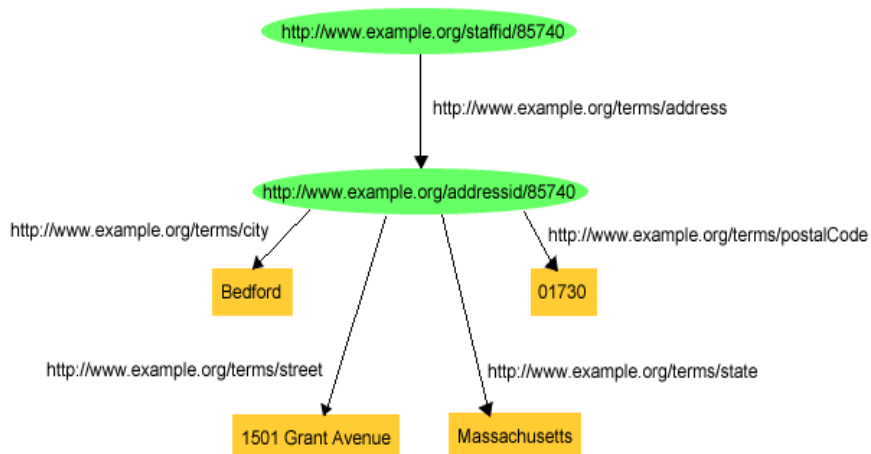 http://www.example.org/staffid/85740
http://www.example.org/terms/address
http://www.example.org/addressid/85740
http://www.example.org/terms/city
http://www.example.org/terms/postalCode
Bedford
01730
http://www.example.org/terms/street
http://www.example.org/terms/state
1501 Grant Avenue
Massachusetts